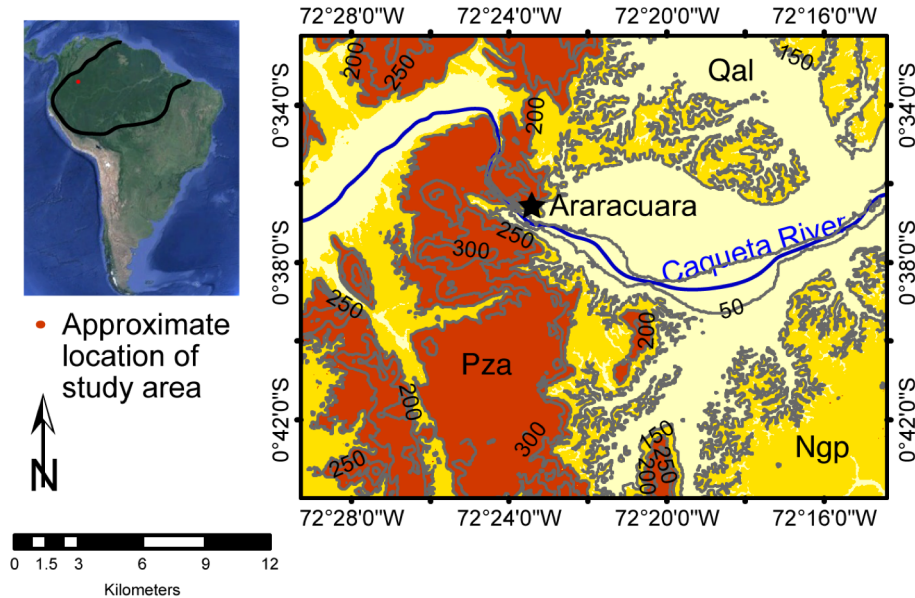 72°28'0"W 72°24'0"W 72°20'0"W 72°16'0"W
200
250
150
Qal
0°34'0"S
0°34'0"S
200
Araracuara
250
300
Caqueta River
0°38'0"S
0°38'0"S
250
50
Approximate
location of
study area
200
Pza
200
0°42'0"S
0°42'0"S
300
150
Ngp
250
250
200
N
72°28'0"W 72°24'0"W 72°20'0"W 72°16'0"W
0 1.5 3 6 9 12
Kilometers